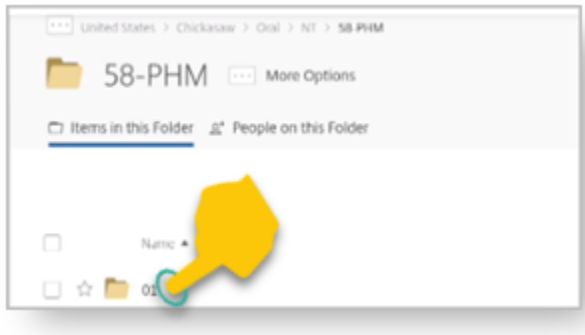 United States > Chickasaw > Oral > NT > 58-PHM
58-PHM ··· More Options
Items in this Folder People on this Folder
Name ▲
01